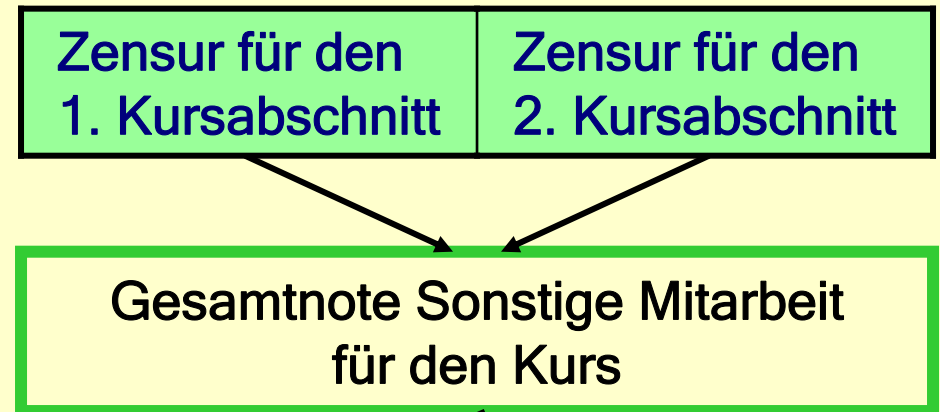 Zensur für den
1. Kursabschnitt
Zensur für den
2. Kursabschnitt
Gesamtnote Sonstige Mitarbeit
für den Kurs